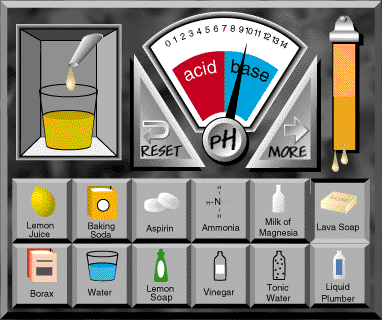 0 1 2 3 4 5 6 7 8 9 10 11 12 13 14
acid base
RESET pH MORE
Lemon
Juice
Baking
Soda
Aspirin
H
H-N
H
Ammonia
Milk of
Magnesia
Lava Soap
Borax
Water
Lemon
Soap
Vinegar
Tonic
Water
Liquid
Plumber